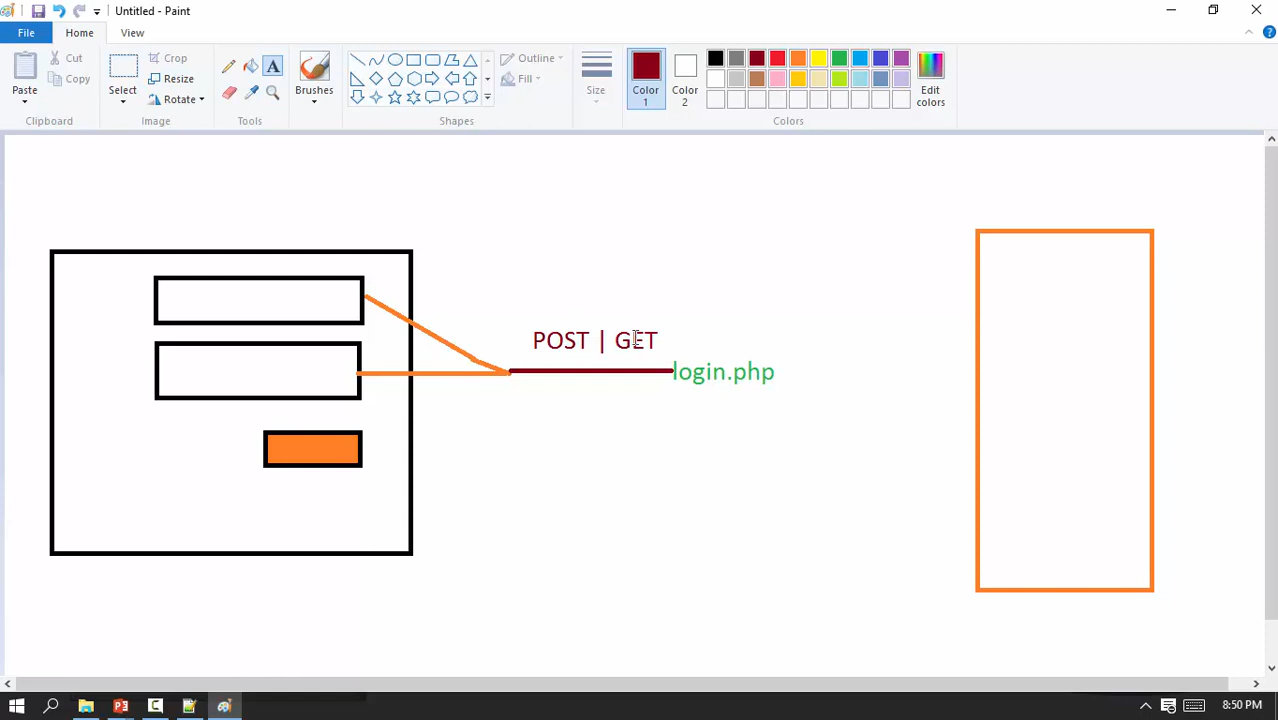 Untitled - Paint
File
Home
View
Paste
Cut
Copy
Clipboard
Select
Crop
Resize
Rotate
Image
A
Tools
Brushes
Outline
Fill
Shapes
Size
Color
1
Color
2
Edit
colors
Colors
POST | GET
login.php
8:50 PM